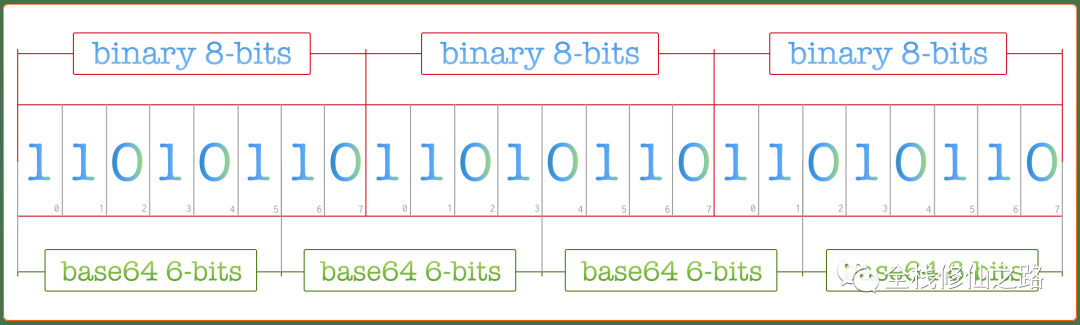 binary 8-bits binary 8-bits binary 8-bits
1 1 0 1 0 1 1 0 1 1 0 1 0 1 1 0 1 1 0 1 0 1 1 0
0 1 2 3 4 5 6 7 0 1 2 3 4 5 6 7 0 1 2 3 4 5 6 7
base64 6-bits base64 6-bits base64 6-bits base64 6-bits
全栈修仙之路